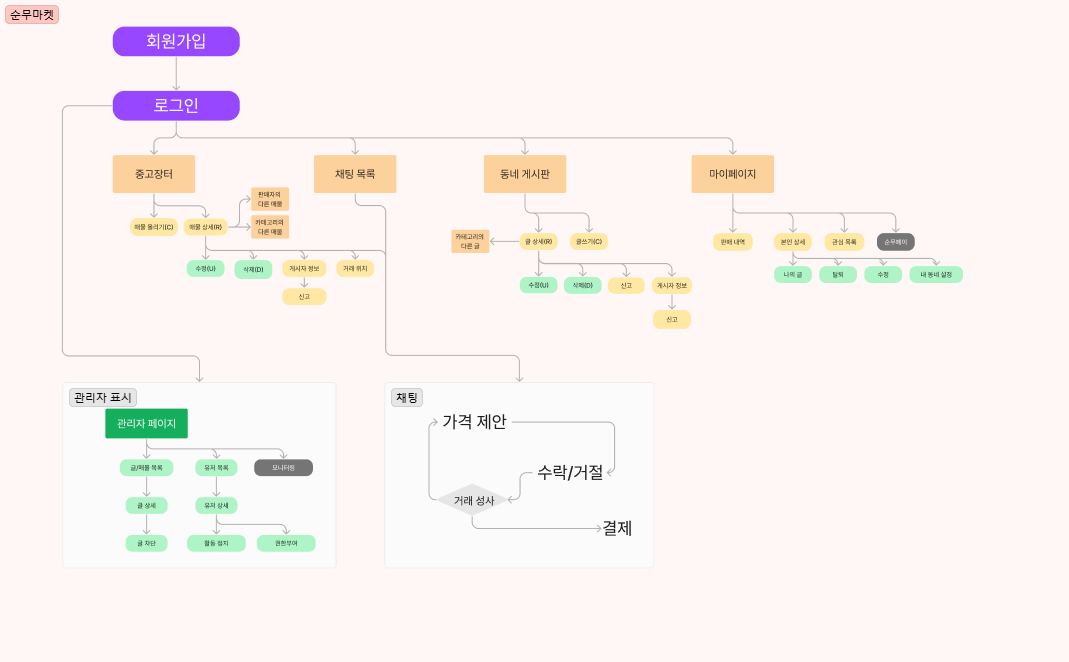 순무마켓
회원가입
로그인
중고장터
채팅 목록
동네 게시판
마이페이지
판매자의
다른 매물
카테고리의
다른 매물
매물 올리기(C)
매물 상세(R)
카테고리의
다른 글
글 상세(R)
글쓰기(C)
판매 내역
본인 상세
관심 목록
순무페이
수정(U)
삭제(D)
게시자 정보
거래 위치
신고
수정(U)
삭제(D)
신고
게시자 정보
신고
나의 글
탈퇴
수정
내 동네 설정
관리자 표시
관리자 페이지
글/매물 목록
유저 목록
모니터링
글 상세
유저 상세
글 차단
활동 정지
권한부여
채팅
가격 제안
수락/거절
거래 성사
결제